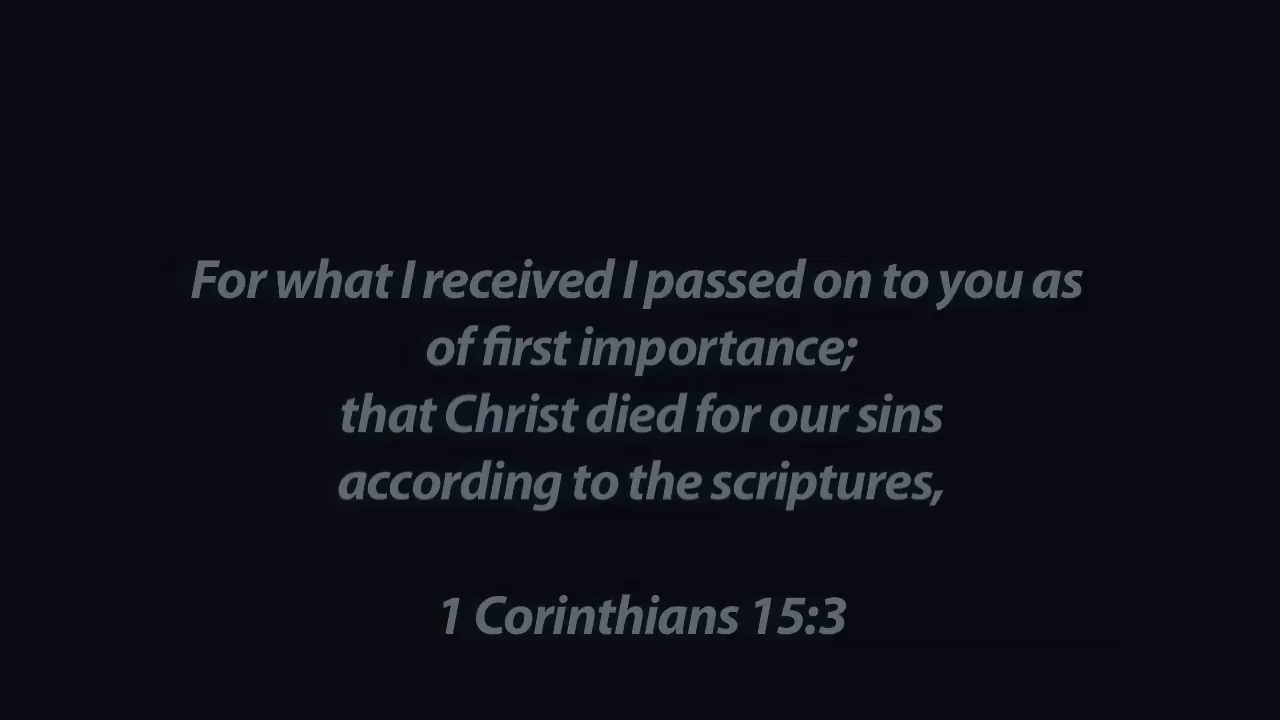 For what I received I passed on to you as
of first importance;
that Christ died for our sins
according to the scriptures,
1 Corinthians 15:3